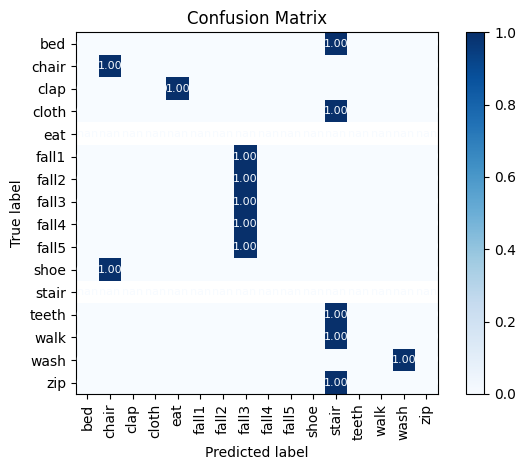 Confusion Matrix
True label
bed 1.00
chair 1.00
clap 1.00
cloth 1.00
eat
fall1 1.00
fall2 1.00
fall3 1.00
fall4 1.00
fall5 1.00
shoe 1.00
stair
teeth 1.00
walk 1.00
wash 1.00
zip 1.00
bed chair clap cloth eat fall1 fall2 fall3 fall4 fall5 shoe stair teeth walk wash zip
Predicted label
1.0
0.8
0.6
0.4
0.2
0.0